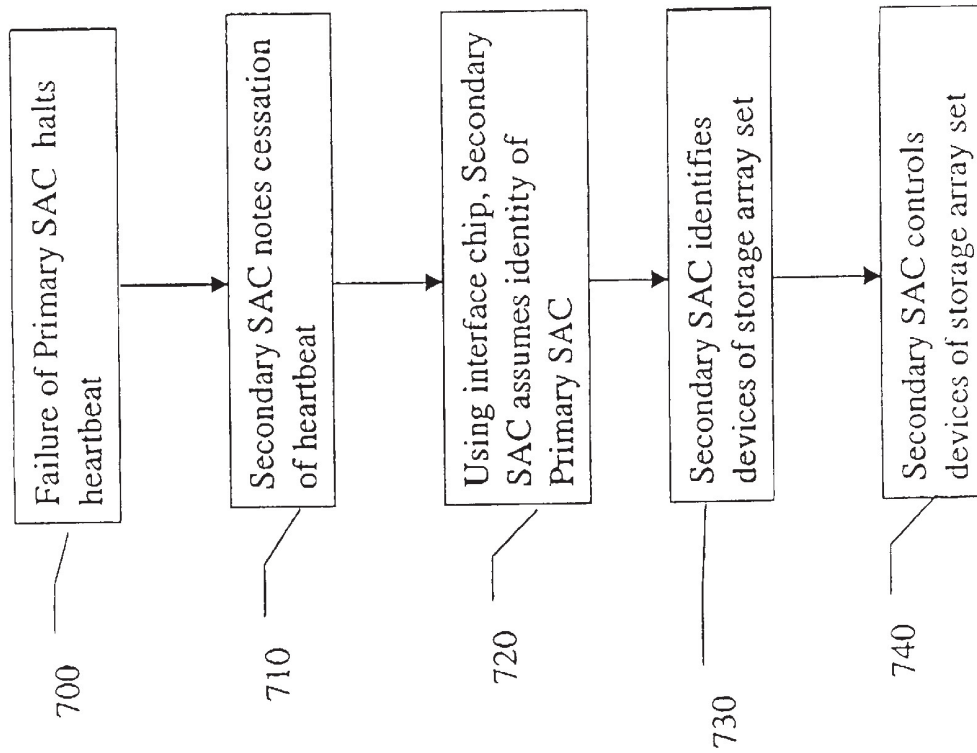 700
Failure of Primary SAC halts
heartbeat
710
Secondary SAC notes cessation
of heartbeat
720
Using interface chip, Secondary
SAC assumes identity of
Primary SAC
730
Secondary SAC identifies
devices of storage array set
740
Secondary SAC controls
devices of storage array set